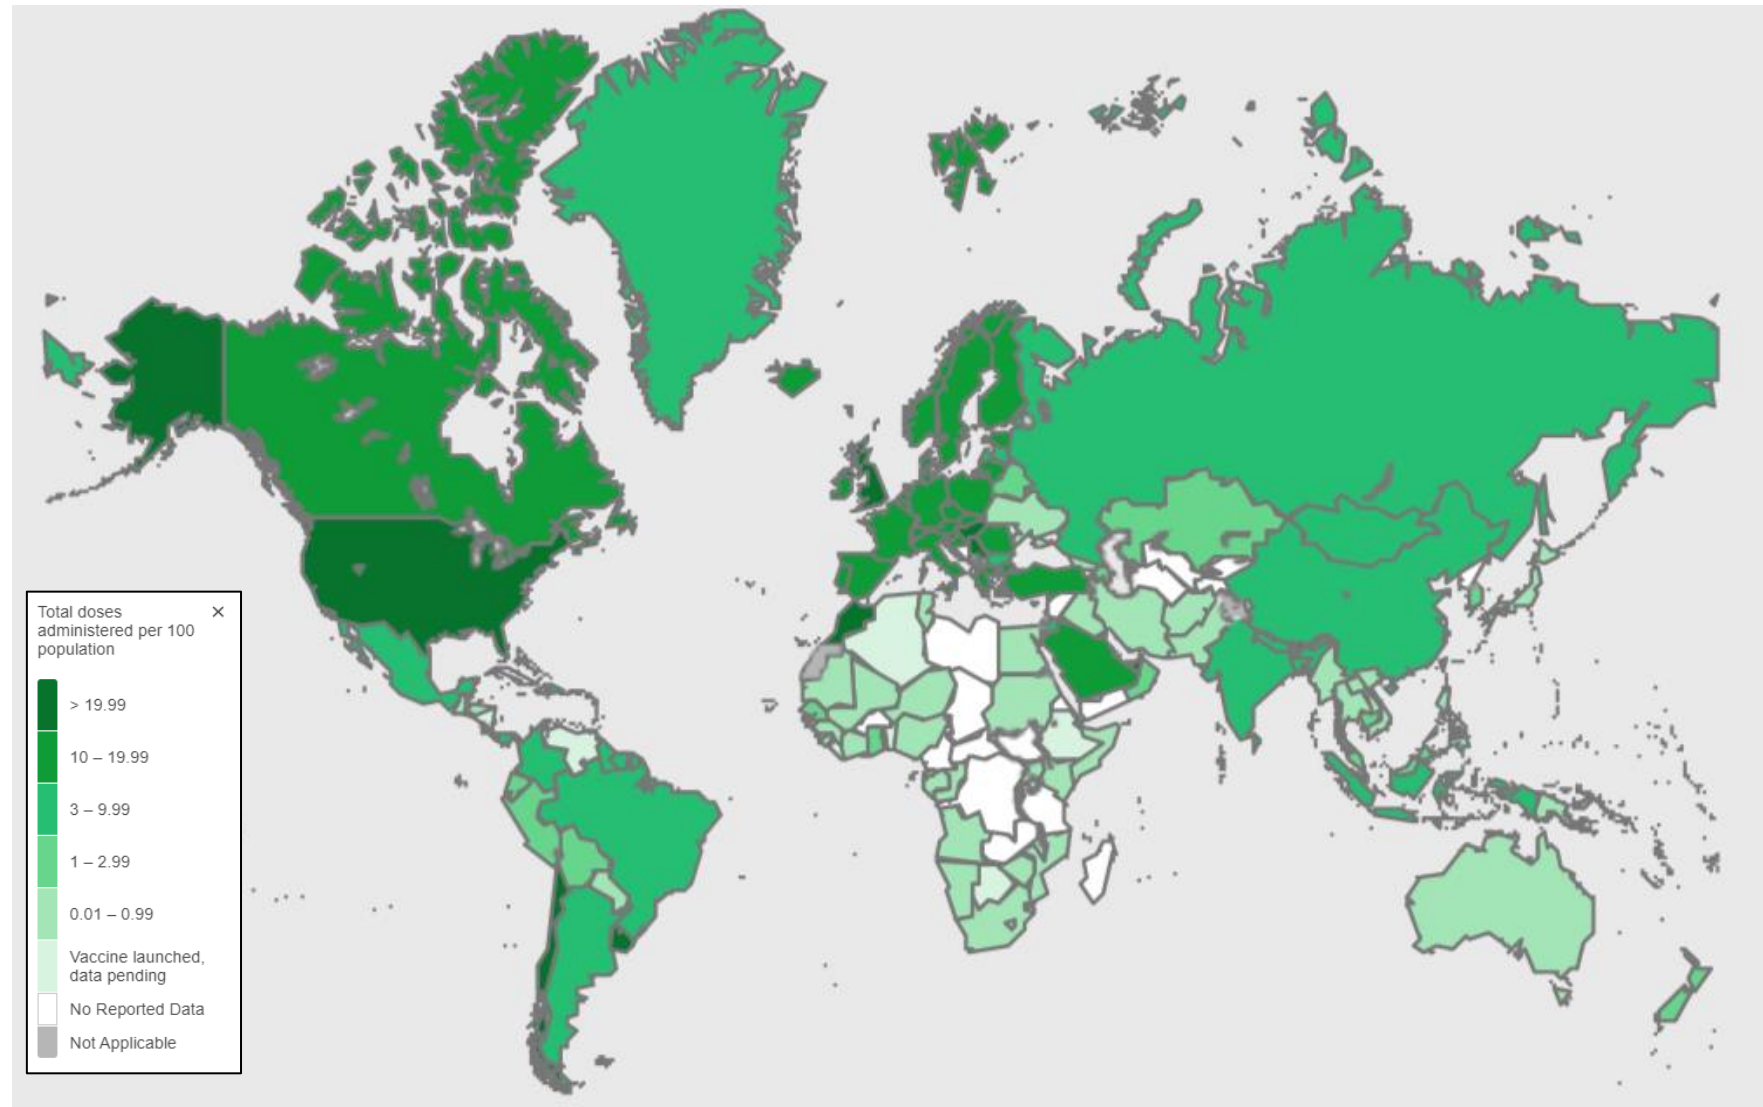 Total doses ×
administered per 100
population
> 19.99
10 – 19.99
3 – 9.99
1 – 2.99
0.01 – 0.99
Vaccine launched,
data pending
No Reported Data
Not Applicable